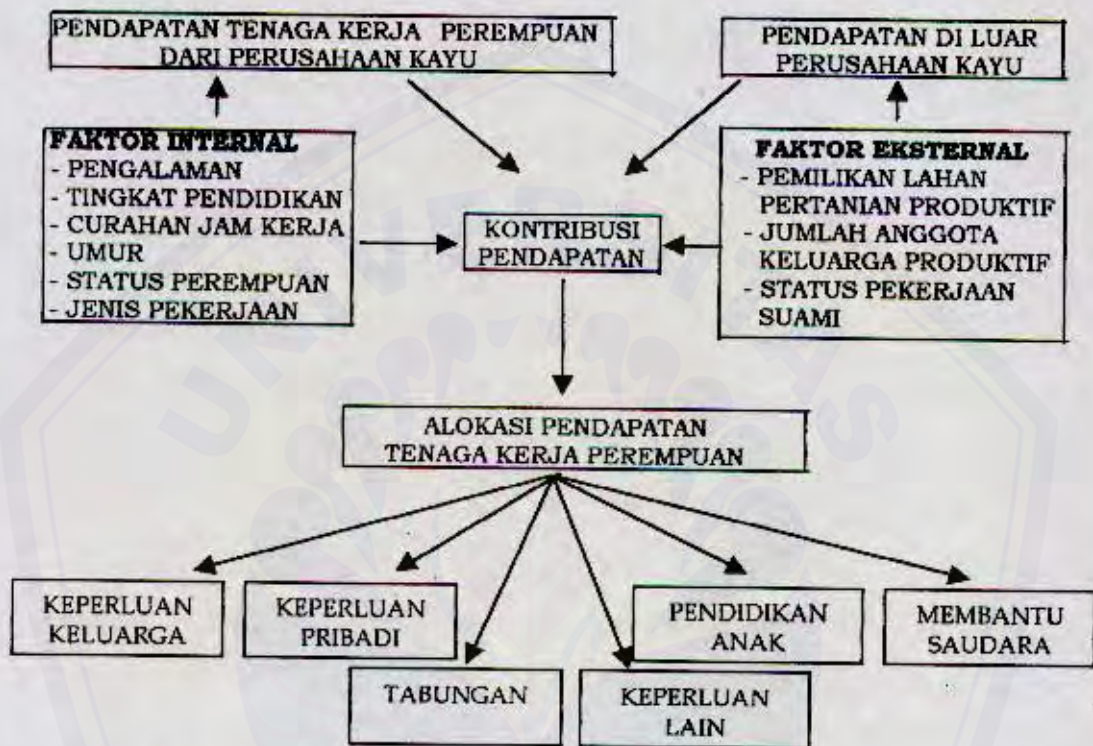 PENDAPATAN TENAGA KERJA PEREMPUAN
DARI PERUSAHAAN KAYU
PENDAPATAN DI LUAR
PERUSAHAAN KAYU
FAKTOR INTERNAL
- PENGALAMAN
- TINGKAT PENDIDIKAN
- CURAHAN JAM KERJA
- UMUR
- STATUS PEREMPUAN
- JENIS PEKERJAAN
KONTRIBUSI
PENDAPATAN
FAKTOR EKSTERNAL
- PEMILIKAN LAHAN
PERTANIAN PRODUKTIF
- JUMLAH ANGGOTA
KELUARGA PRODUKTIF
- STATUS PEKERJAAN
SUAMI
ALOKASI PENDAPATAN
TENAGA KERJA PEREMPUAN
KEPERLUAN
KELUARGA
KEPERLUAN
PRIBADI
PENDIDIKAN
ANAK
MEMBANTU
SAUDARA
TABUNGAN
KEPERLUAN
LAIN
UNIVERSITAS